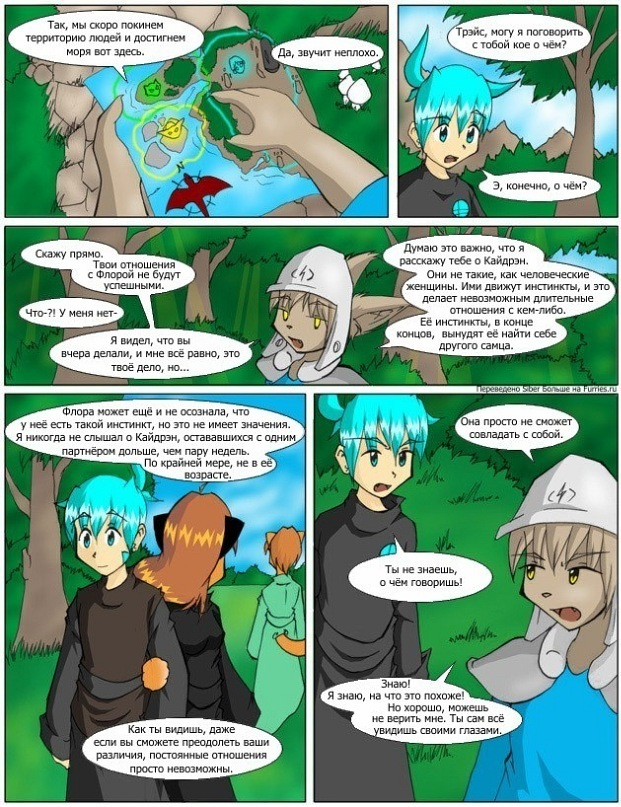 Так, мы скоро покинем
территорию людей и достигнем
моря вот здесь.
Да, звучит неплохо.
Трэйс, могу я поговорить
с тобой кое о чём?
Э, конечно, о чём?
Скажу прямо.
Твои отношения
с Флорой не будут
успешными.
Что-?! У меня нет-
Я видел, что вы
вчера делали, и мне всё равно, это
твоё дело, но...
Думаю это важно, что я
расскажу тебе о Кайдрэн.
Они не такие, как человеческие
женщины. Ими движут инстинкты, и это
делает невозможным длительные
отношения с кем-либо.
Её инстинкты, в конце
концов, вынудят её найти себе
другого самца.
Переведено Siber Больше на Furries.ru
Флора может ещё и не осознала, что
у неё есть такой инстинкт, но это не имеет значения.
Я никогда не слышал о Кайдрэн, остававшихся с одним
партнёром дольше, чем пару недель.
По крайней мере, не в её
возрасте.
Как ты видишь, даже
если вы сможете преодолеть ваши
различия, постоянные отношения
просто невозможны.
Она просто не сможет
совладать с собой.
Ты не знаешь,
о чём говоришь!
Знаю!
Я знаю, на что это похоже!
Но хорошо, можешь
не верить мне. Ты сам всё
увидишь своими глазами.